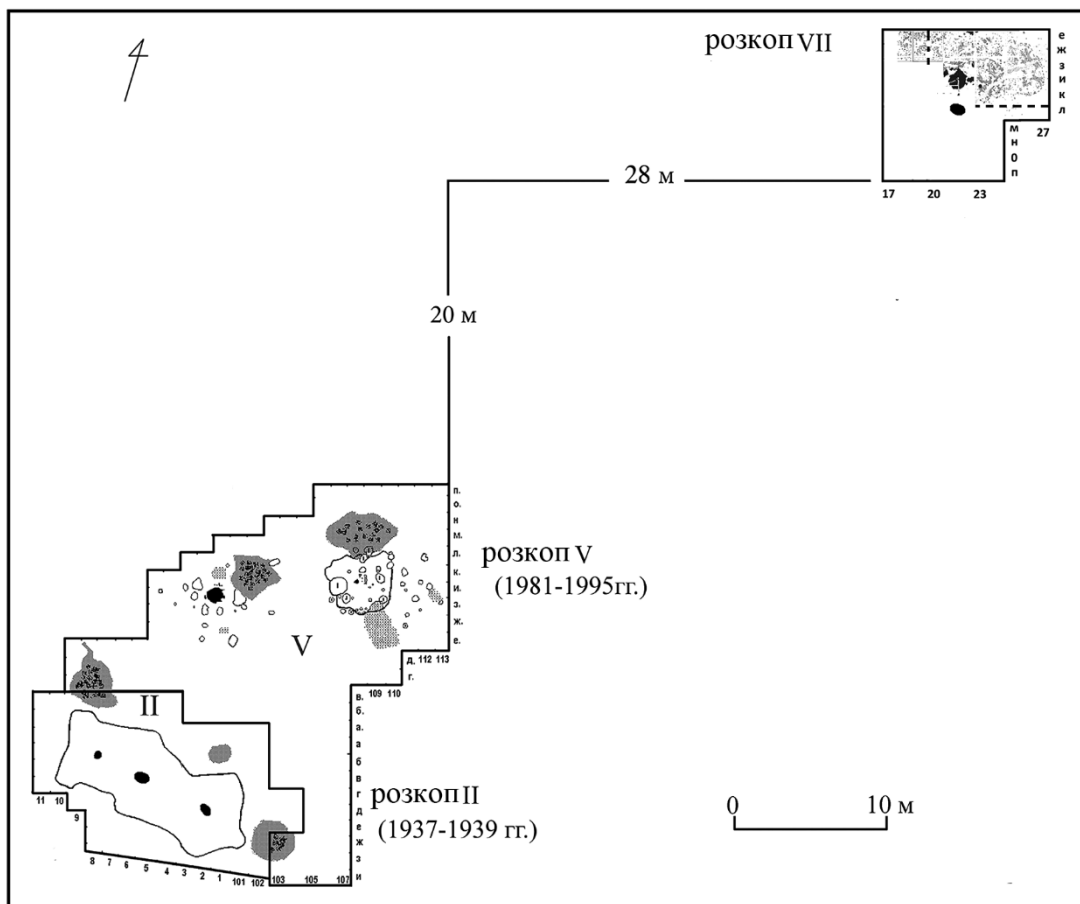 розкоп VII
е
ж
з
и
к
л
м
н
о
п
27
17 20 23
28 м
20 м
п.
о.
н
м.
л.
к.
и.
з.
ж.
е.
розкоп V
(1981-1995гг.)
V
д. 112 113
г.
109 110
в.
б.
а.
а
б
в
г
д
е
ж
з
и
II
розкоп II
(1937-1939 гг.)
11 10
9
8 7 6 5 4 3 2 1 101 102 103 105 107
0 10 м